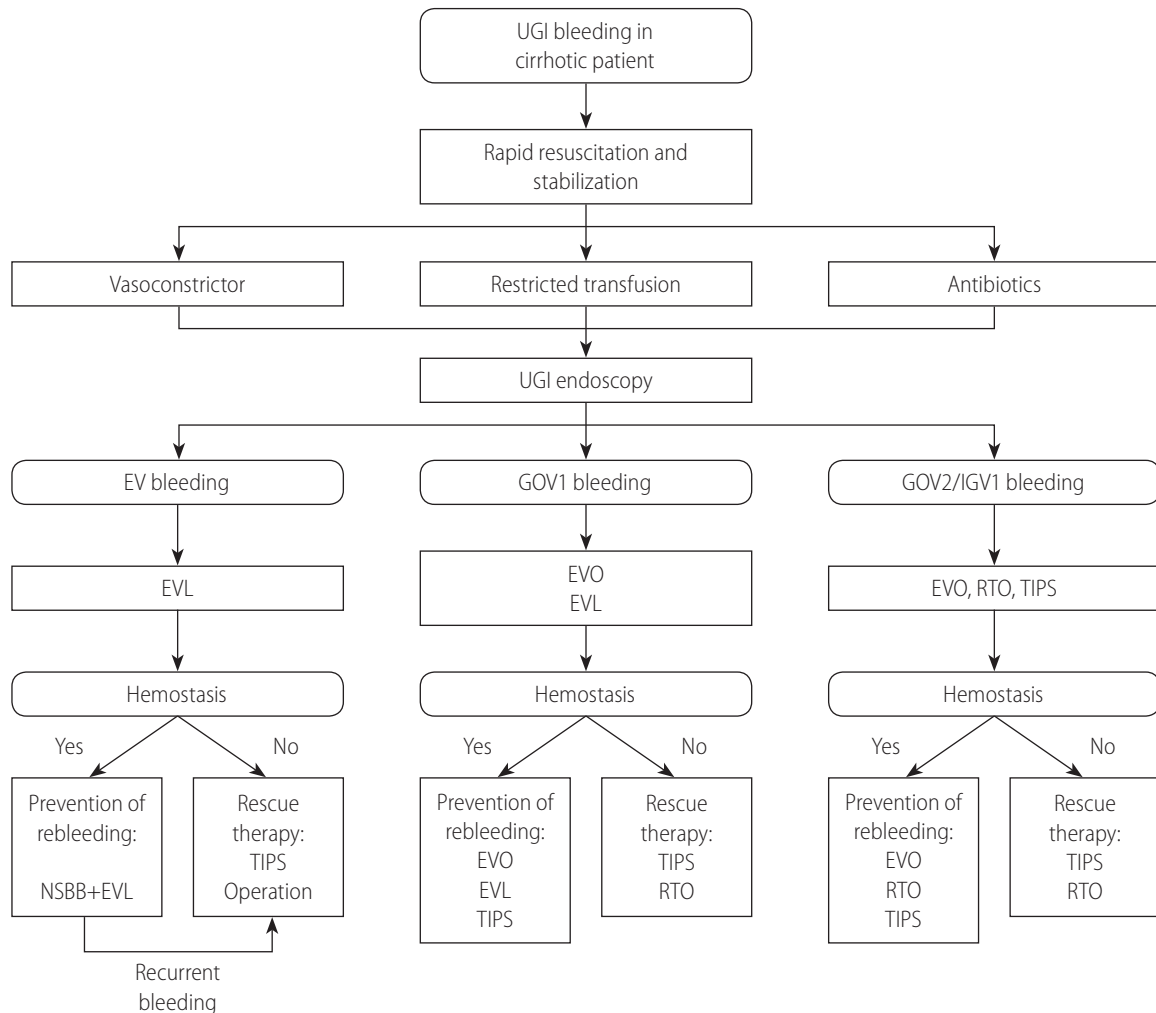 UGI bleeding in
cirrhotic patient
Rapid resuscitation and
stabilization
Vasoconstrictor
Restricted transfusion
Antibiotics
UGI endoscopy
EV bleeding
GOV1 bleeding
GOV2/IGV1 bleeding
EVL
EVO
EVL
EVO, RTO, TIPS
Hemostasis
Hemostasis
Hemostasis
Yes
No
Yes
No
Yes
No
Prevention of
rebleeding:
NSBB+EVL
Rescue
therapy:
TIPS
Operation
Prevention of
rebleeding:
EVO
EVL
TIPS
Rescue
therapy:
TIPS
RTO
Prevention of
rebleeding:
EVO
RTO
TIPS
Rescue
therapy:
TIPS
RTO
Recurrent
bleeding